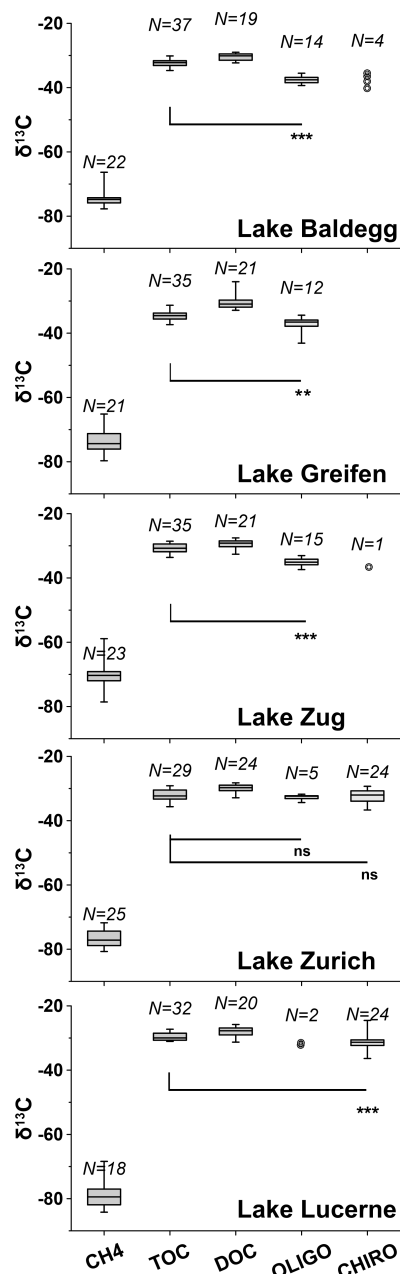 -20
-40
-60
-80
δ¹³C
N=22
N=37
N=19
N=14
N=4
***
Lake Baldegg
-20
-40
-60
-80
δ¹³C
N=21
N=35
N=21
N=12
**
Lake Greifen
-20
-40
-60
-80
δ¹³C
N=23
N=35
N=21
N=15
N=1
***
Lake Zug
-20
-40
-60
-80
δ¹³C
N=25
N=29
N=24
N=5
N=24
ns
ns
Lake Zurich
-20
-40
-60
-80
δ¹³C
N=18
N=32
N=20
N=2
N=24
***
Lake Lucerne
CH4
TOC
DOC
OLIGO
CHIRO